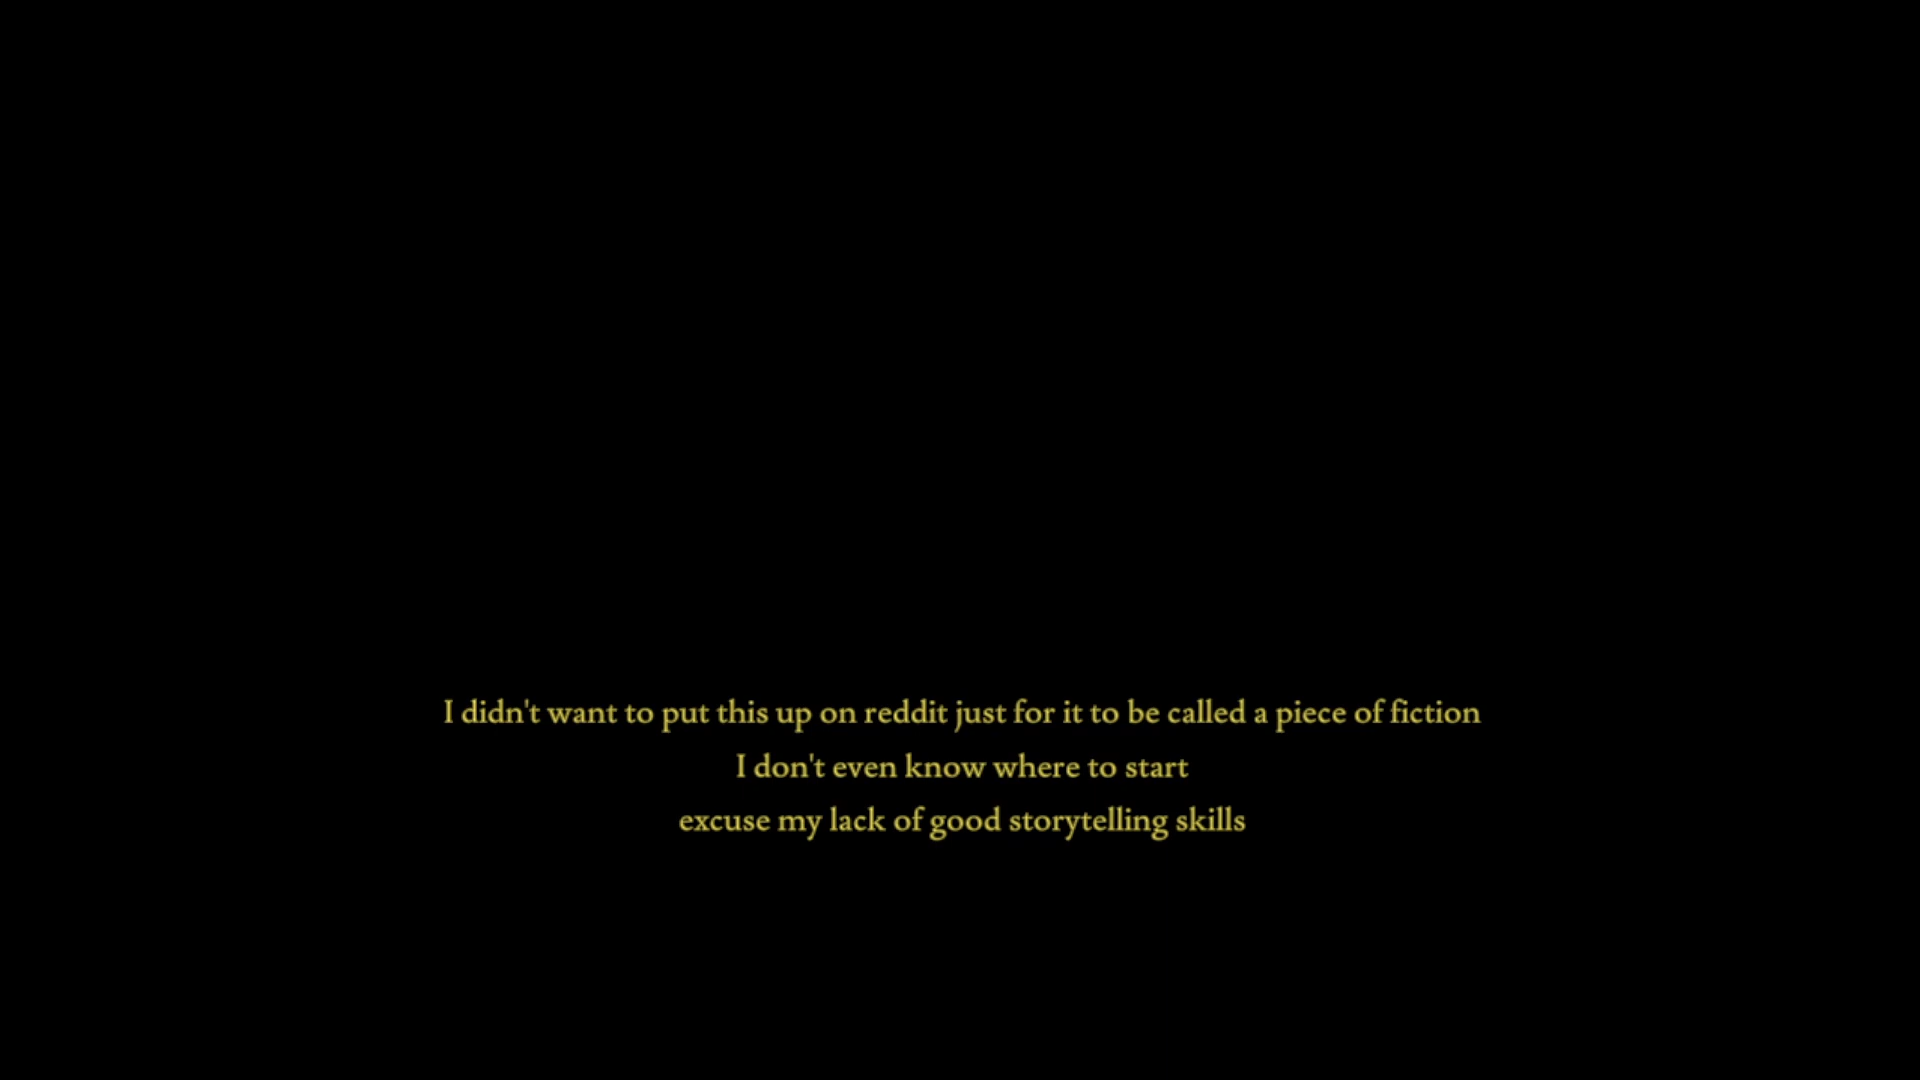 I didn't want to put this up on reddit just for it to be called a piece of fiction
I don't even know where to start
excuse my lack of good storytelling skills